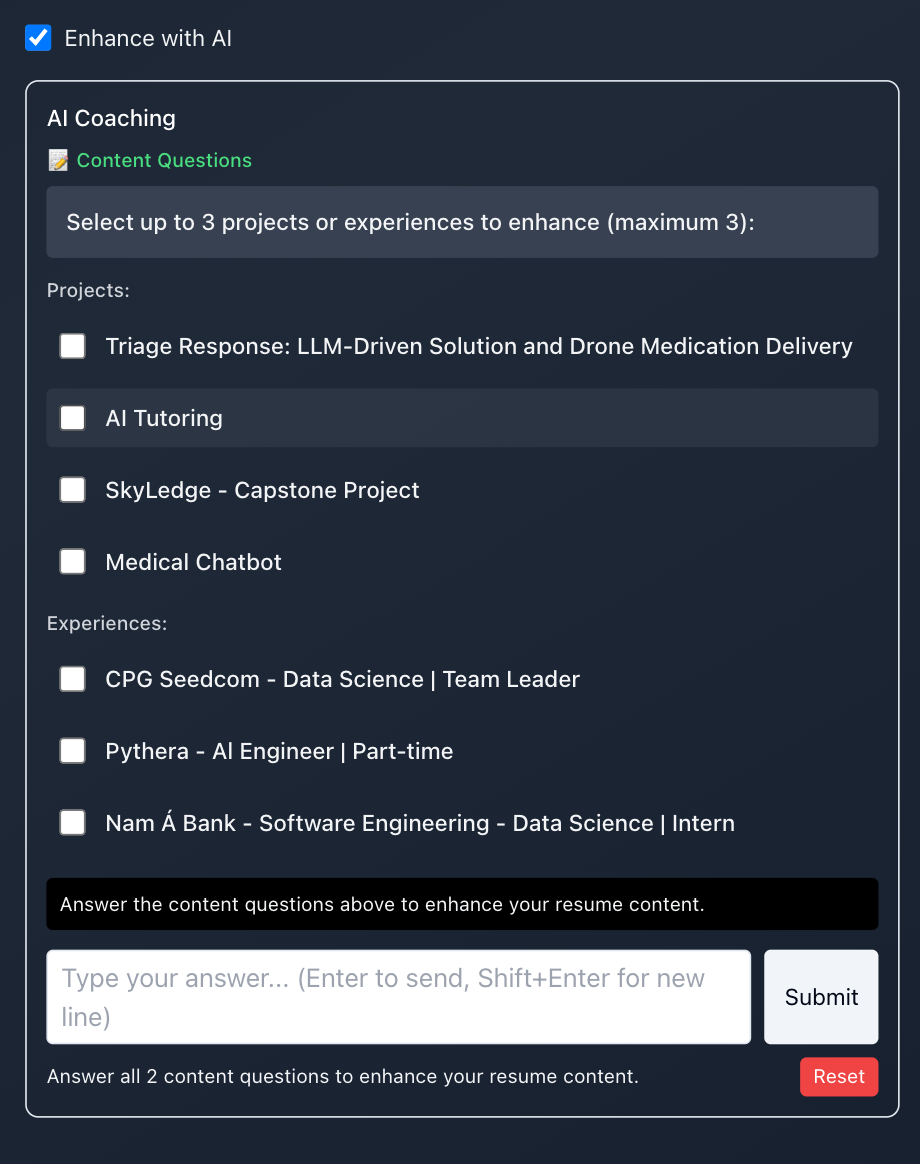 Enhance with AI
AI Coaching
📝 Content Questions
Select up to 3 projects or experiences to enhance (maximum 3):
Projects:
Triage Response: LLM-Driven Solution and Drone Medication Delivery
AI Tutoring
SkyLedge - Capstone Project
Medical Chatbot
Experiences:
CPG Seedcom - Data Science | Team Leader
Pythera - AI Engineer | Part-time
Nam Á Bank - Software Engineering - Data Science | Intern
Answer the content questions above to enhance your resume content.
Type your answer... (Enter to send, Shift+Enter for new
line)
Submit
Answer all 2 content questions to enhance your resume content.
Reset